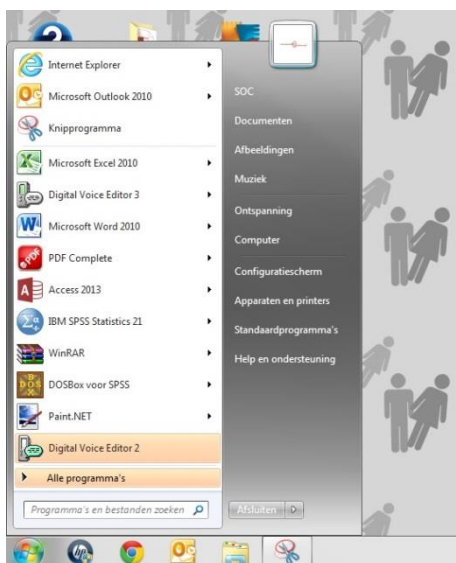 Internet Explorer
Microsoft Outlook 2010
Knipprogramma
Microsoft Excel 2010
Digital Voice Editor 3
Microsoft Word 2010
PDF Complete
Access 2013
IBM SPSS Statistics 21
WinRAR
DOSBox voor SPSS
Paint.NET
Digital Voice Editor 2
Alle programma's
Programma's en bestanden zoeken
SOC
Documenten
Afbeeldingen
Muziek
Ontspanning
Computer
Configuratiescherm
Apparaten en printers
Standaardprogramma's
Help en ondersteuning
Afsluiten